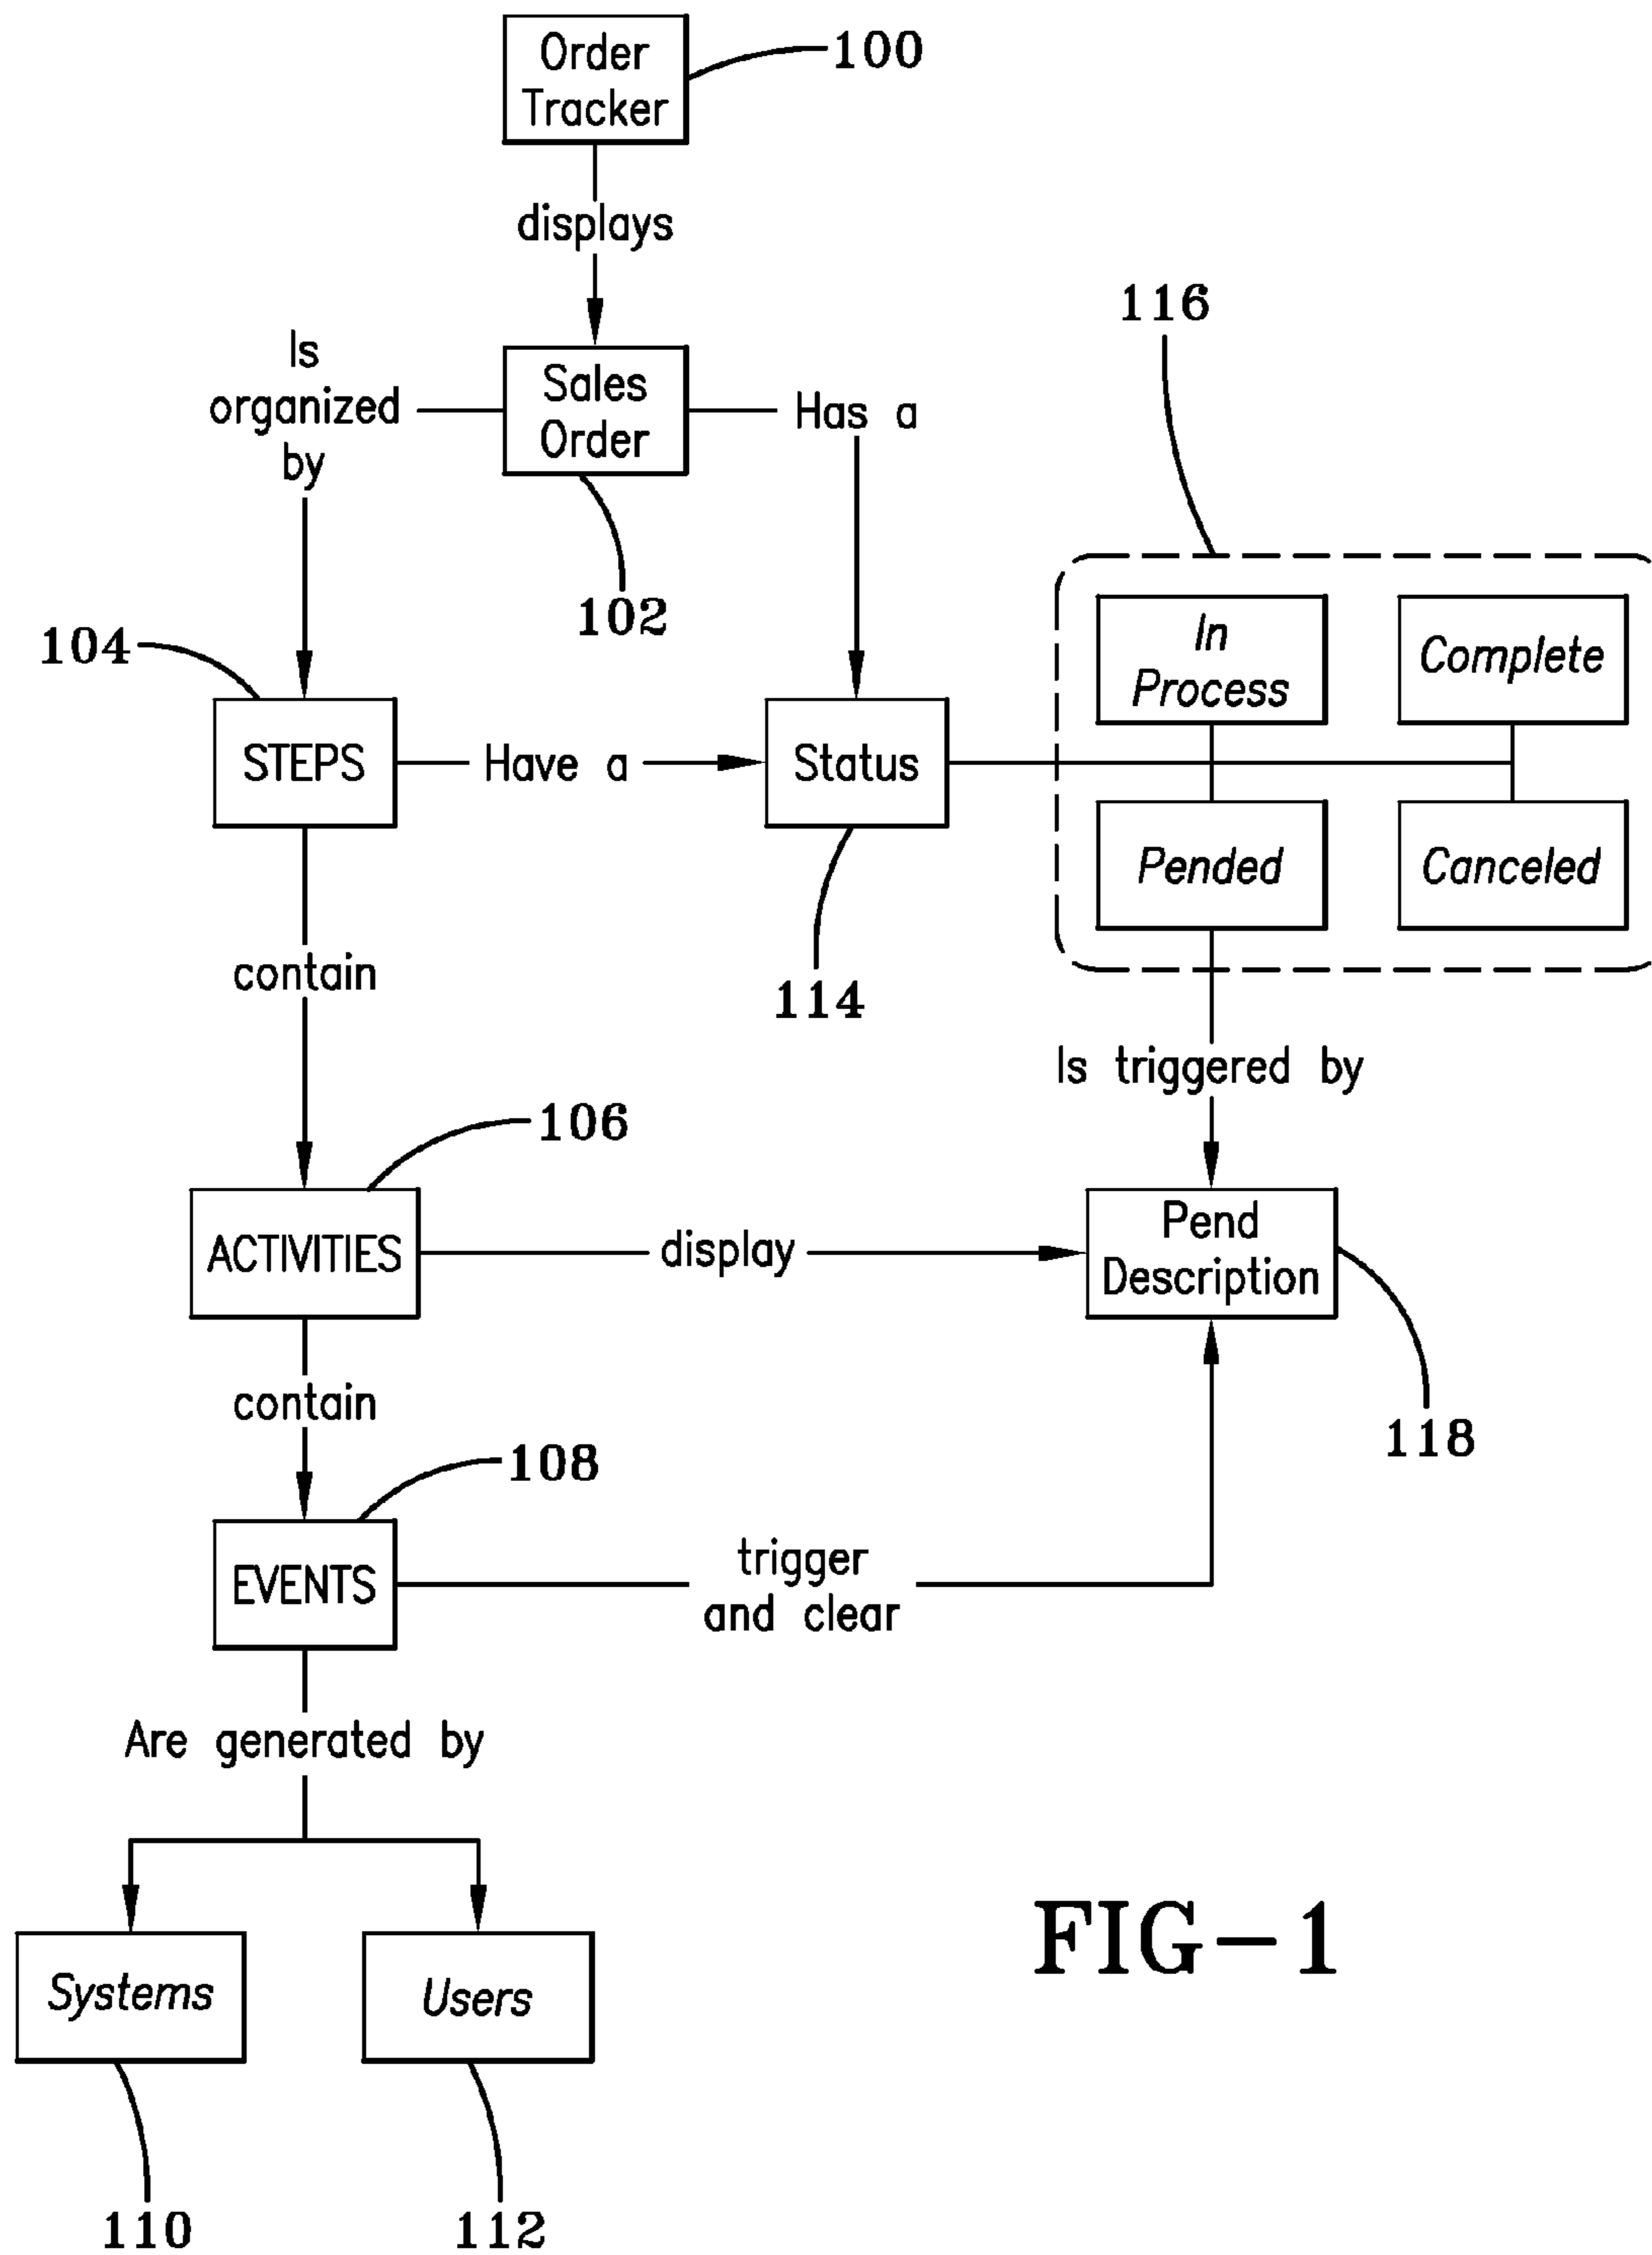 Order
Tracker
100
displays
116
Is
organized
by
Sales
Order
Has a
102
104
In
Process
Complete
STEPS
Have a
Status
Pended
Canceled
contain
114
Is triggered by
106
ACTIVITIES
display
Pend
Description
contain
118
108
EVENTS
trigger
and clear
Are generated by
Systems
Users
FIG-1
110
112